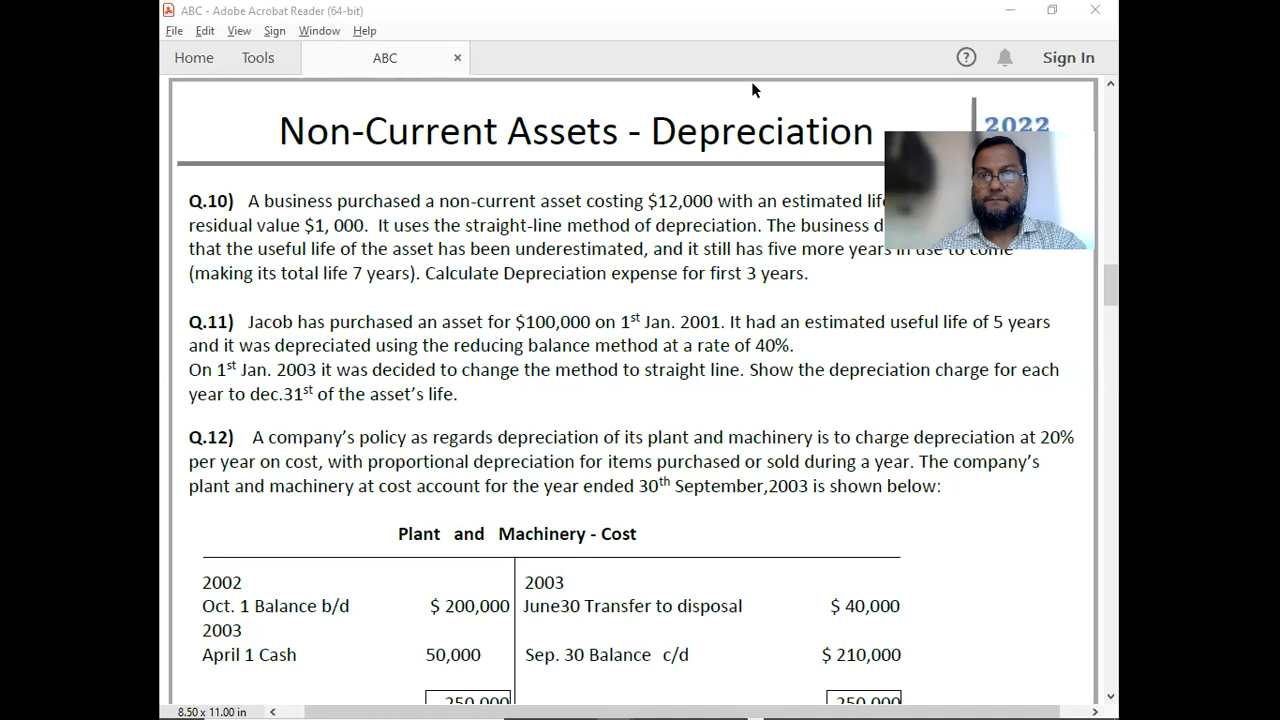 ABC - Adobe Acrobat Reader (64-bit)
File Edit View Sign Window Help
Home Tools ABC × Sign In
Non-Current Assets - Depreciation 2022
Q.10) A business purchased a non-current asset costing $12,000 with an estimated
residual value $1, 000. It uses the straight-line method of depreciation. The business
that the useful life of the asset has been underestimated, and it still has five more years in use to come
(making its total life 7 years). Calculate Depreciation expense for first 3 years.
Q.11) Jacob has purchased an asset for $100,000 on 1st Jan. 2001. It had an estimated useful life of 5 years
and it was depreciated using the reducing balance method at a rate of 40%.
On 1st Jan. 2003 it was decided to change the method to straight line. Show the depreciation charge for each
year to dec.31st of the asset's life.
Q.12) A company's policy as regards depreciation of its plant and machinery is to charge depreciation at 20%
per year on cost, with proportional depreciation for items purchased or sold during a year. The company's
plant and machinery at cost account for the year ended 30th September,2003 is shown below:
Plant and Machinery - Cost
2002 2003
Oct. 1 Balance b/d $ 200,000 June30 Transfer to disposal $ 40,000
2003
April 1 Cash 50,000 Sep. 30 Balance c/d $ 210,000
250,000 250,000
8.50 x 11.00 in